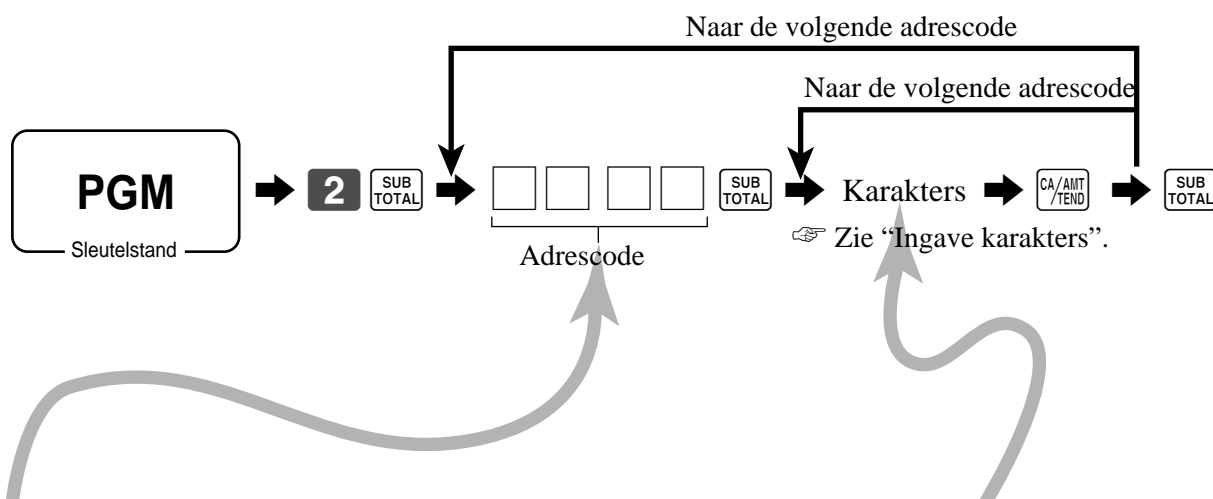 Naar de volgende adrescode
Naar de volgende adrescode
PGM
Sleutelstand
2
SUB
TOTAL
SUB
TOTAL
Karakters
CA/AMT
/TEND
SUB
TOTAL
☞ Zie “Ingave karakters”.
Adrescode